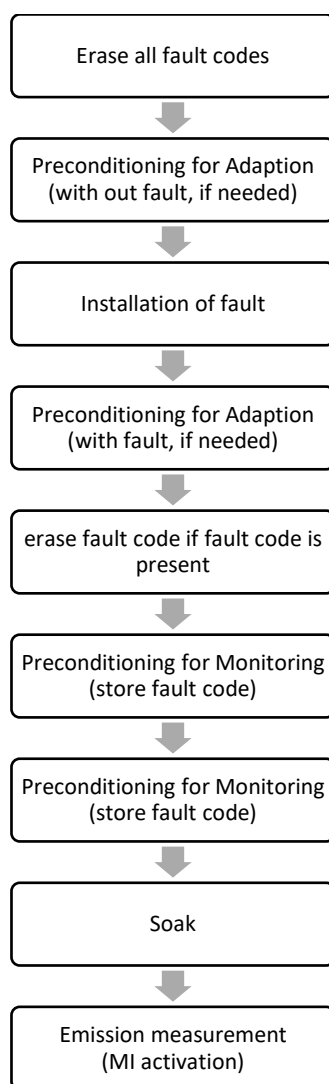 Erase all fault codes
Preconditioning for Adaption
(with out fault, if needed)
Installation of fault
Preconditioning for Adaption
(with fault, if needed)
erase fault code if fault code is
present
Preconditioning for Monitoring
(store fault code)
Preconditioning for Monitoring
(store fault code)
Soak
Emission measurement
(MI activation)